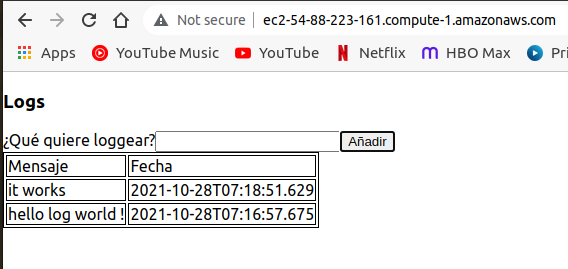 Not secure | ec2-54-88-223-161.compute-1.amazonaws.com
Apps YouTube Music YouTube Netflix HBO Max
Logs
¿Qué quiere loggear? Añadir
Mensaje Fecha
it works 2021-10-28T07:18:51.629
hello log world ! 2021-10-28T07:16:57.675